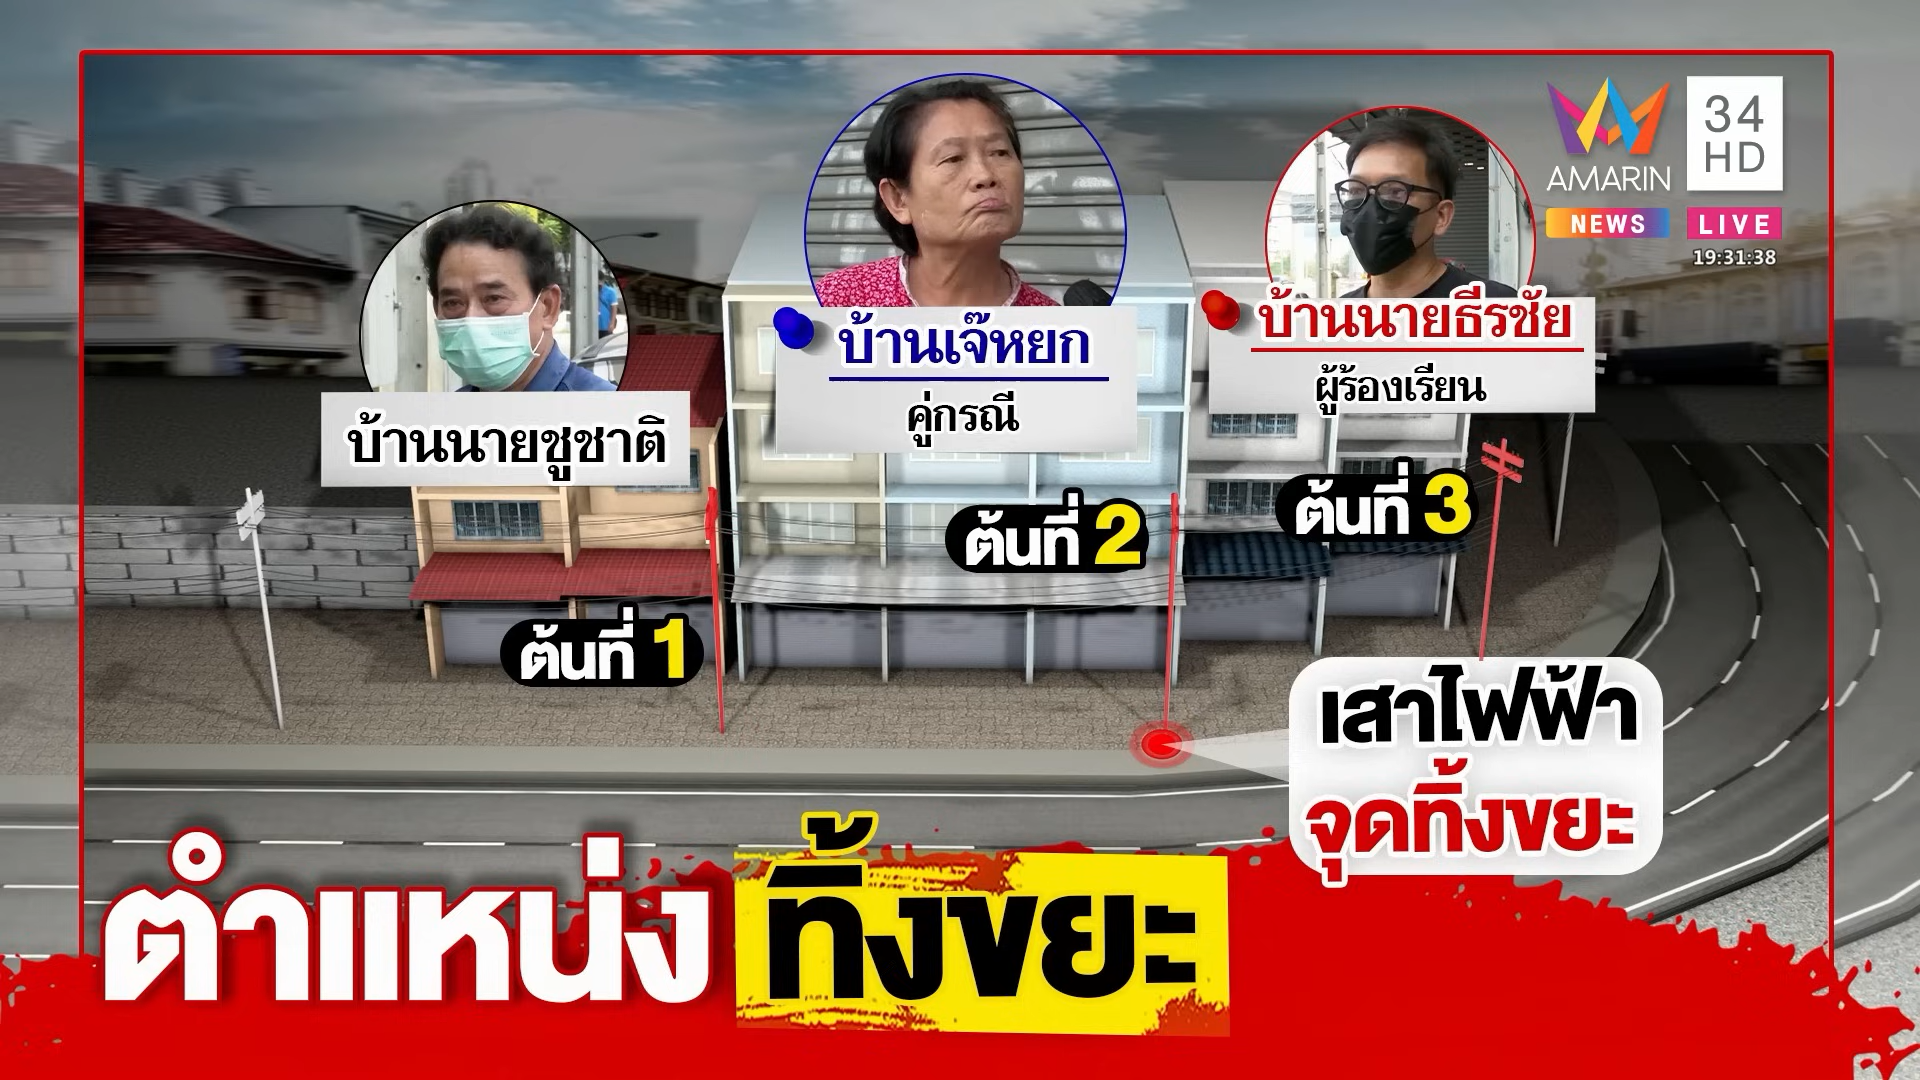 AMARIN
34
HD
NEWS
LIVE
19:31:38
บ้านนายชูชาติ
บ้านเจ๊หยก
คู่กรณี
บ้านนายธีรชัย
ผู้ร้องเรียน
ต้นที่ 1
ต้นที่ 2
ต้นที่ 3
เสาไฟฟ้า
จุดทิ้งขยะ
ตำแหน่ง ทิ้งขยะ